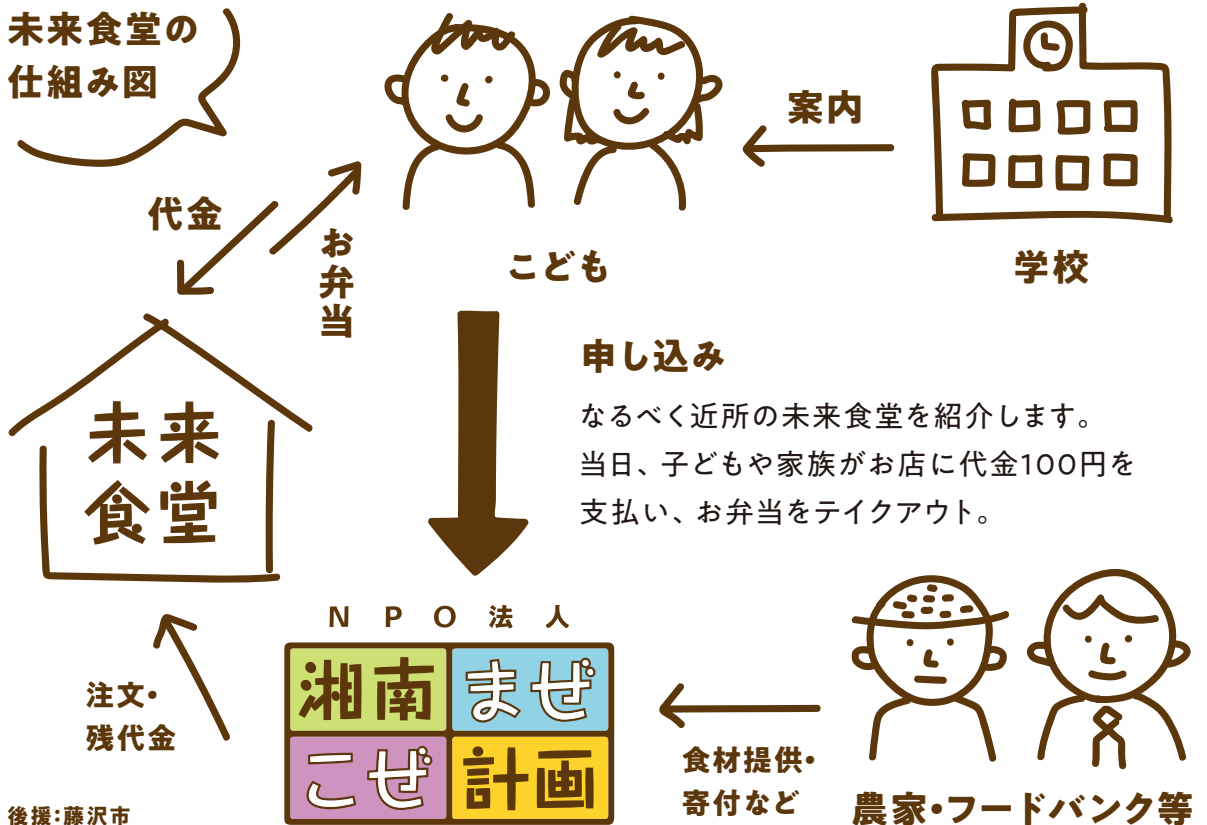 未来食堂の
仕組み図
案内
代金
お弁当
こども
学校
未来
食堂
申し込み
なるべく近所の未来食堂を紹介します。
当日、子どもや家族がお店に代金100円を
支払い、お弁当をテイクアウト。
NPO法人
湘南まぜ
こぜ計画
注文・
残代金
食材提供・
寄付など
農家・フードバンク等
後援：藤沢市